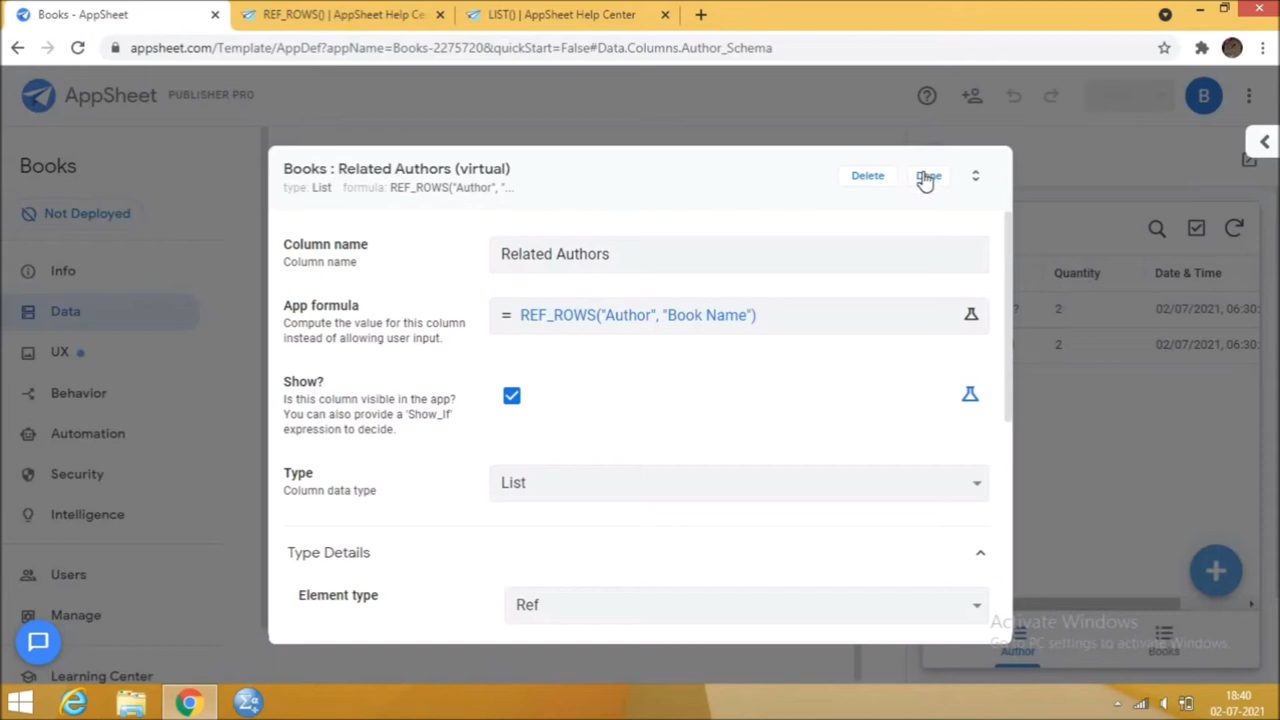 Books - AppSheet
REF_ROWS() | AppSheet Help Ce
LIST() | AppSheet Help Center
appsheet.com/Template/AppDef?appName=Books-2275720&quickStart=False#Data.Columns.Author_Schema
AppSheet PUBLISHER PRO
B
Books
Not Deployed
Info
Data
UX
Behavior
Automation
Security
Intelligence
Users
Manage
Learning Center
Books : Related Authors (virtual)
type: List formula: REF_ROWS("Author", "...
Delete
Column name
Column name
Related Authors
App formula
Compute the value for this column
instead of allowing user input.
= REF_ROWS("Author", "Book Name")
Show?
Is this column visible in the app?
You can also provide a 'Show_If'
expression to decide.
Type
Column data type
List
Type Details
Element type
Ref
Quantity Date & Time
? 2 02/07/2021, 06:30:
2 02/07/2021, 06:30:
Activate Windows
Go to PC settings to activate Windows.
Author
Books
18:40
02-07-2021